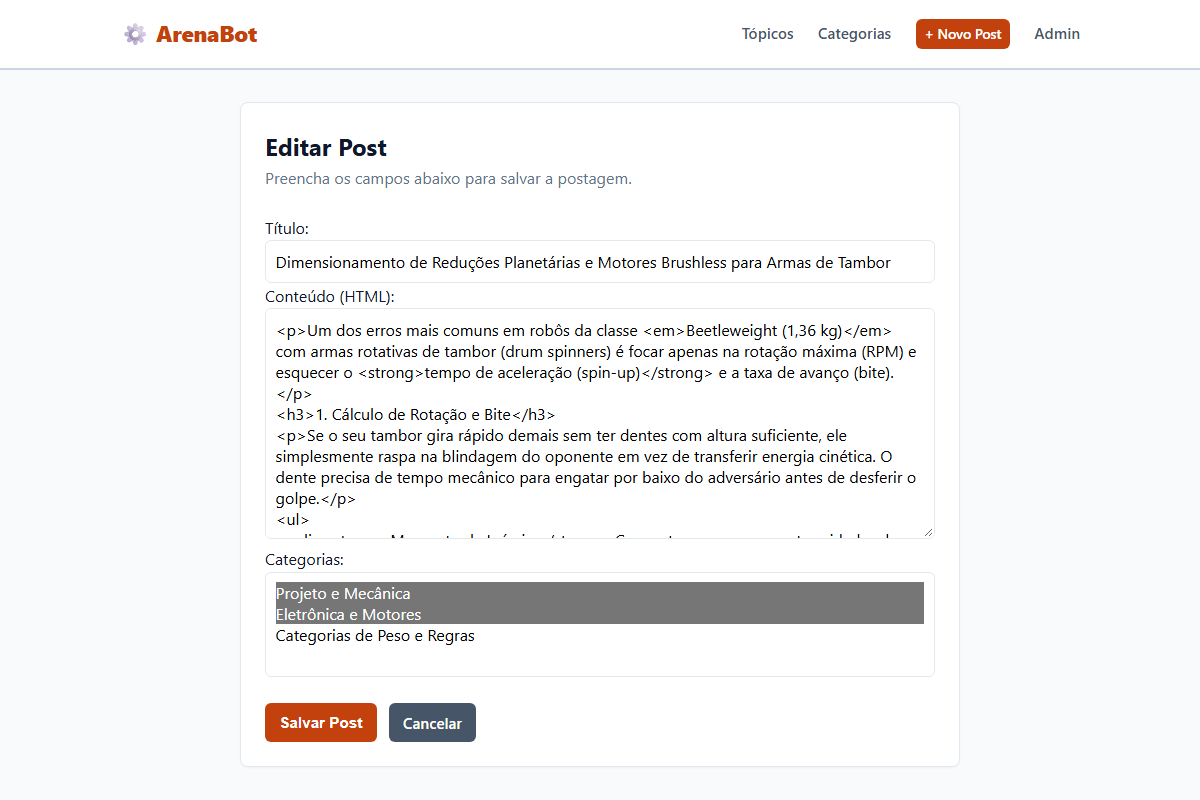 ArenaBot
Tópicos
Categorias
+ Novo Post
Admin
Editar Post
Preencha os campos abaixo para salvar a postagem.
Título:
Dimensionamento de Reduções Planetárias e Motores Brushless para Armas de Tambor
Conteúdo (HTML):
<p>Um dos erros mais comuns em robôs da classe <em>Beetleweight (1,36 kg)</em>
com armas rotativas de tambor (drum spinners) é focar apenas na rotação máxima (RPM) e
esquecer o <strong>tempo de aceleração (spin-up)</strong> e a taxa de avanço (bite).
</p>
<h3>1. Cálculo de Rotação e Bite</h3>
<p>Se o seu tambor gira rápido demais sem ter dentes com altura suficiente, ele
simplesmente raspa na blindagem do oponente em vez de transferir energia cinética. O
dente precisa de tempo mecânico para engatar por baixo do adversário antes de desferir o
golpe.</p>
<ul>
Categorias:
Projeto e Mecânica
Eletrônica e Motores
Categorias de Peso e Regras
Salvar Post
Cancelar